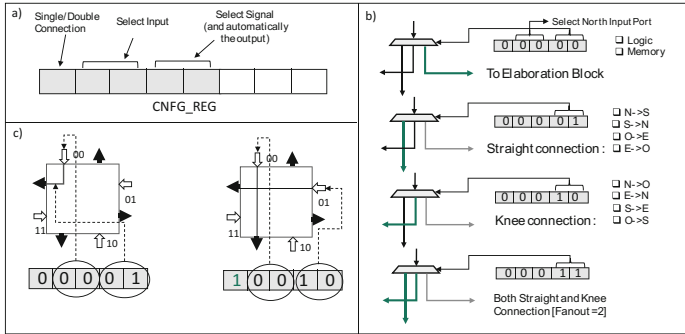 a)
Single/Double
Connection
Select Input
Select Signal
(and automatically
the output)
CNFG_REG
b)
Select North Input Port
0 0 0 0 0
Logic
Memory
To Elaboration Block
0 0 0 0 1
N->S
S->N
O->E
E->O
Straight connection :
0 0 0 1 0
N->O
E->N
S->E
O->S
Knee connection :
0 0 0 1 1
Both Straight and Knee
Connection [Fanout =2]
c)
00
01
11
10
0 0 0 0 1
00
01
11
10
1 0 0 1 0